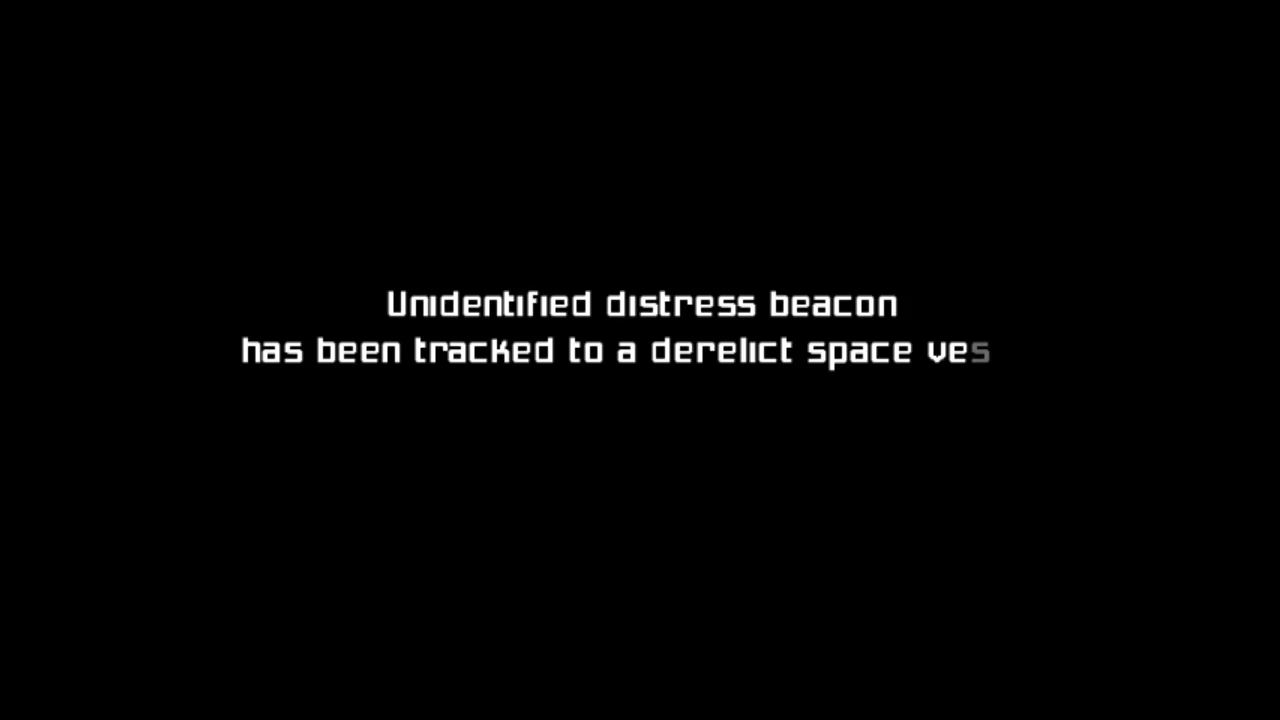 Unidentified distress beacon
has been tracked to a derelict space ves